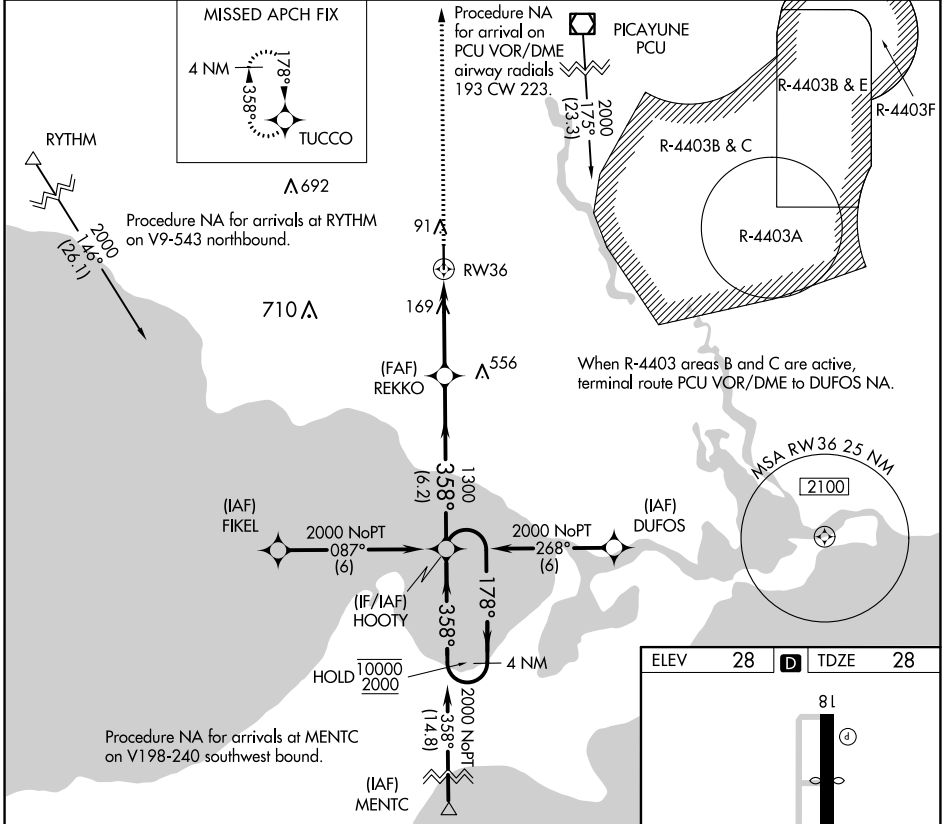 MISSED APCH FIX
4 NM
178°
358°
TUCCO
Procedure NA
for arrival on
PCU VOR/DME
airway radials
193 CW 223.
PICAYUNE
PCU
2000
175°
(23.3)
R-4403B & E
R-4403F
R-4403B & C
R-4403A
RYTHM
2000
146°
(26.1)
692
Procedure NA for arrivals at RYTHM
on V9-543 northbound.
91
RW36
710
169
(FAF)
REKKO
556
When R-4403 areas B and C are active,
terminal route PCU VOR/DME to DUFOS NA.
1300
358°
(6.2)
MSA RW36 25 NM
2100
(IAF)
FIKEL
2000 NoPT
087°
(6)
2000 NoPT
268°
(6)
(IAF)
DUFOS
(IF/IAF)
HOOTY
358°
178°
HOLD 10000
2000
4 NM
2000 NoPT
358°
(14.8)
Procedure NA for arrivals at MENTC
on V198-240 southwest bound.
(IAF)
MENTC
ELEV 28 D TDZE 28
18
P